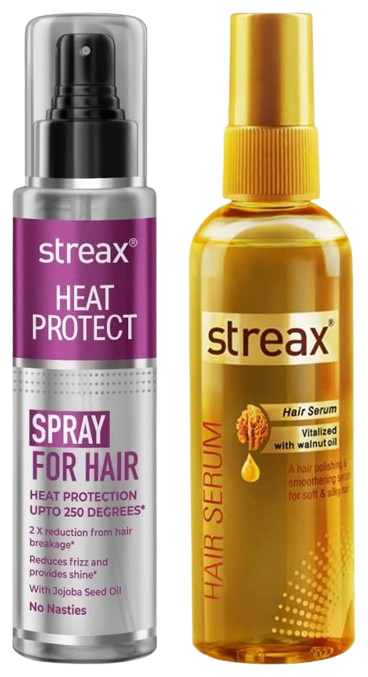 streax®
HEAT
PROTECT
SPRAY
FOR HAIR
HEAT PROTECTION
UPTO 250 DEGREES*
2 X reduction from hair
breakage*
Reduces frizz and
provides shine*
With Jojoba Seed Oil
No Nasties
streax®
Hair Serum
Vitalized
with walnut oil
A hair polishing &
smoothening
for soft & silky
HAIR SERUM